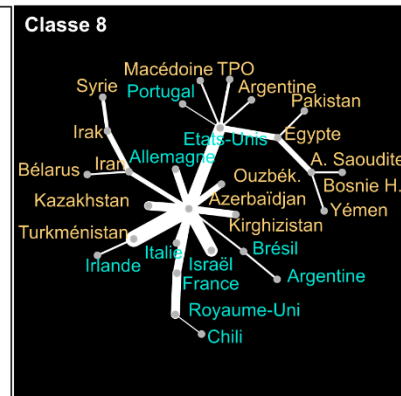 Classe 8
Macédoine TPO
Syrie
Portugal
Argentine
Pakistan
Irak
Etats-Unis
Egypte
Allemagne
Iran
A. Saoudite
Bélarus
Ouzbék.
Bosnie H.
Kazakhstan
Azerbaïdjan
Yémen
Kirghizistan
Turkménistan
Italie
Brésil
Irlande
Israël
France
Argentine
Royaume-Uni
Chili